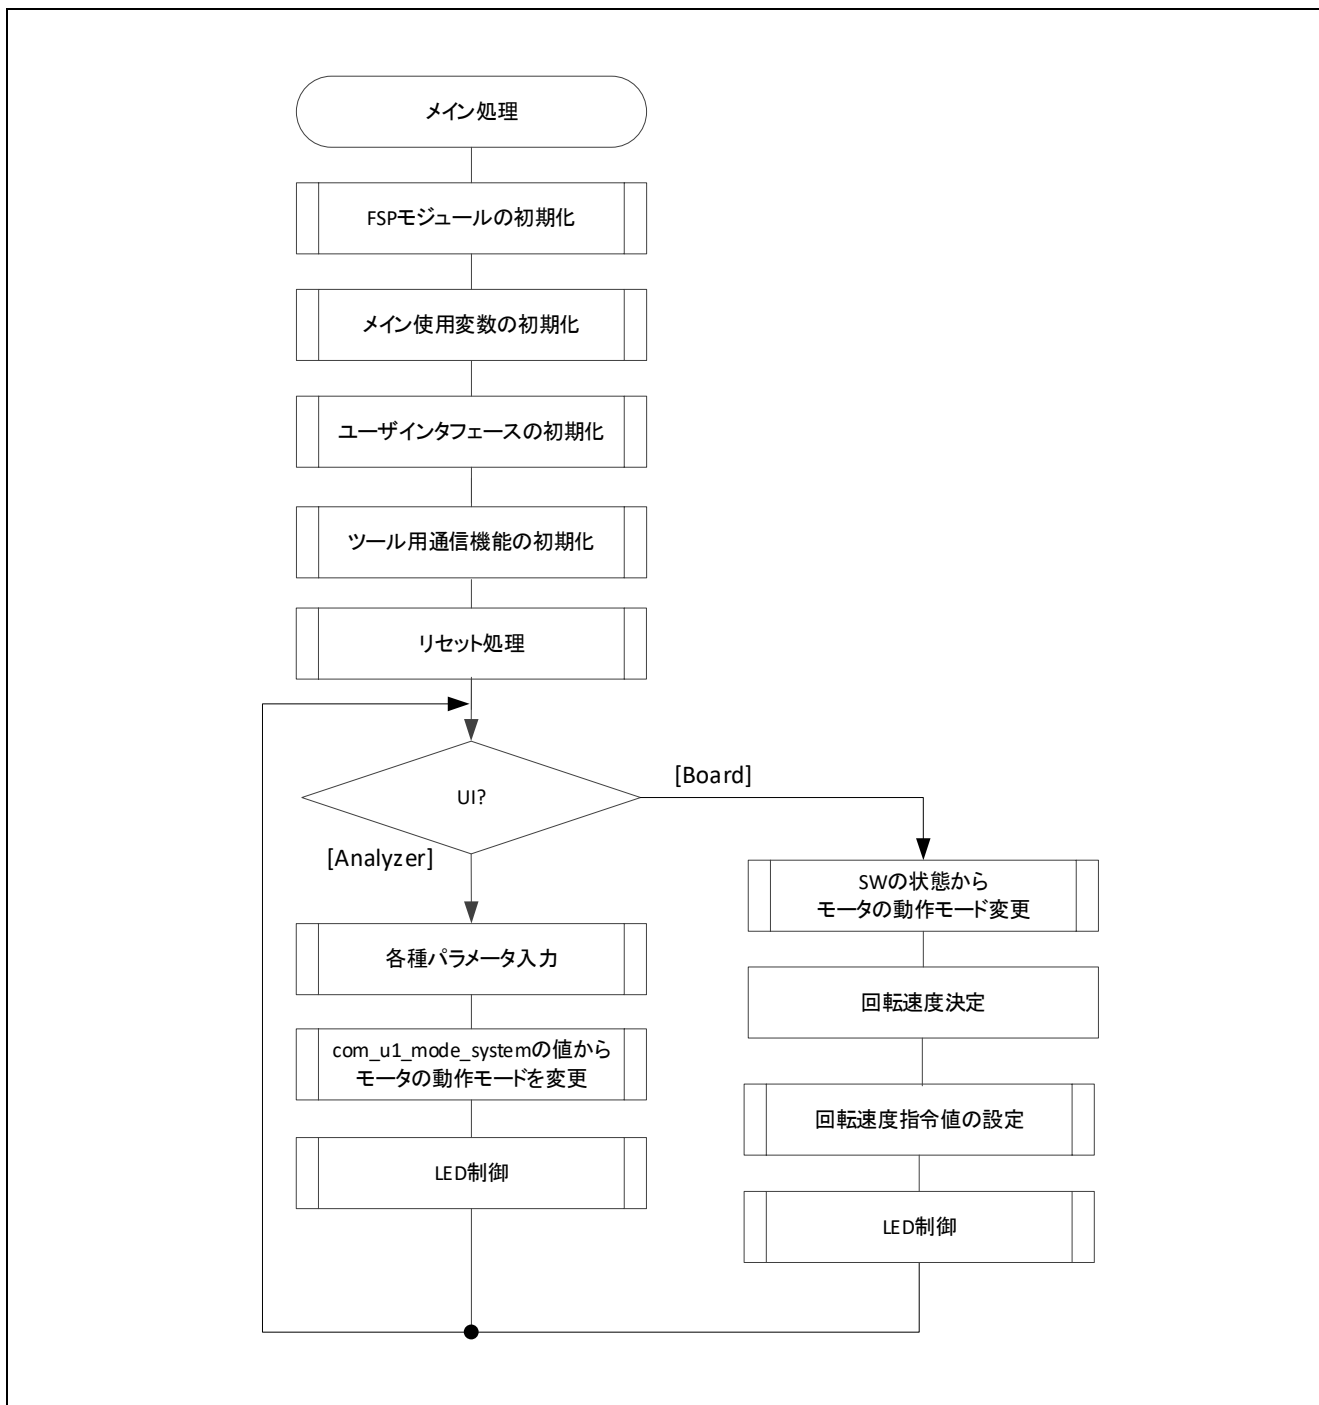 メイン処理
FSPモジュールの初期化
メイン使用変数の初期化
ユーザインタフェースの初期化
ツール用通信機能の初期化
リセット処理
UI?
[Board]
[Analyzer]
各種パラメータ入力
com_u1_mode_systemの値から
モータの動作モードを変更
LED制御
SWの状態から
モータの動作モード変更
回転速度決定
回転速度指令値の設定
LED制御